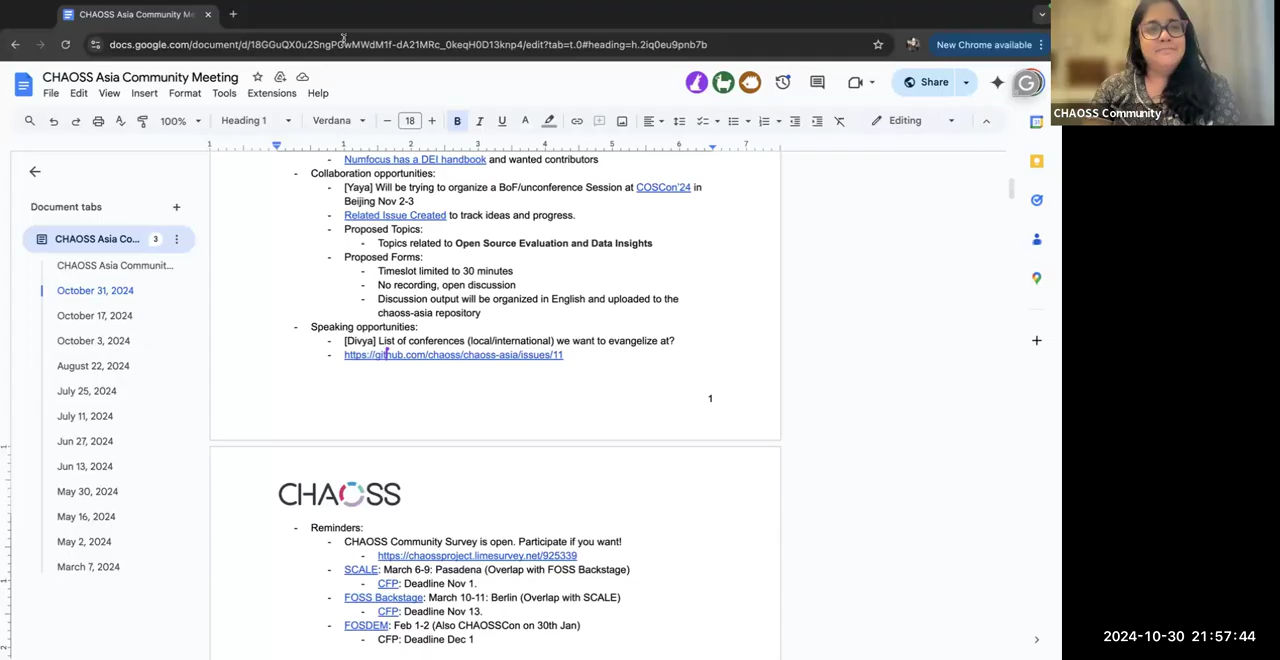 CHAOSS Asia Community Me
docs.google.com/document/d/18GGuQX0u2SngPGwMWdM1f-dA21MRc_0keqH0D13knp4/edit?tab=t.0#heading=h.2iq0eu9pnb7b
New Chrome available
CHAOSS Asia Community Meeting
File Edit View Insert Format Tools Extensions Help
Share
100% Heading 1 Verdana 18 B I U A Editing
1 1 2 3 4 5 6 7
Document tabs
CHAOSS Asia Co... 3
CHAOSS Asia Communit...
October 31, 2024
October 17, 2024
October 3, 2024
August 22, 2024
July 25, 2024
July 11, 2024
Jun 27, 2024
Jun 13, 2024
May 30, 2024
May 16, 2024
May 2, 2024
March 7, 2024
- Numfocus has a DEI handbook and wanted contributors
- Collaboration opportunities:
- [Yaya] Will be trying to organize a BoF/unconference Session at COSCon'24 in
Beijing Nov 2-3
- Related Issue Created to track ideas and progress.
- Proposed Topics:
- Topics related to Open Source Evaluation and Data Insights
- Proposed Forms:
- Timeslot limited to 30 minutes
- No recording, open discussion
- Discussion output will be organized in English and uploaded to the
chaoss-asia repository
- Speaking opportunities:
- [Divya] List of conferences (local/international) we want to evangelize at?
- https://github.com/chaoss/chaoss-asia/issues/11
1
CHAOSS
- Reminders:
- CHAOSS Community Survey is open. Participate if you want!
- https://chaossproject.limesurvey.net/925339
- SCALE: March 6-9: Pasadena (Overlap with FOSS Backstage)
- CFP: Deadline Nov 1.
- FOSS Backstage: March 10-11: Berlin (Overlap with SCALE)
- CFP: Deadline Nov 13.
- FOSDEM: Feb 1-2 (Also CHAOSSCon on 30th Jan)
- CFP: Deadline Dec 1
CHAOSS Community
2024-10-30 21:57:44